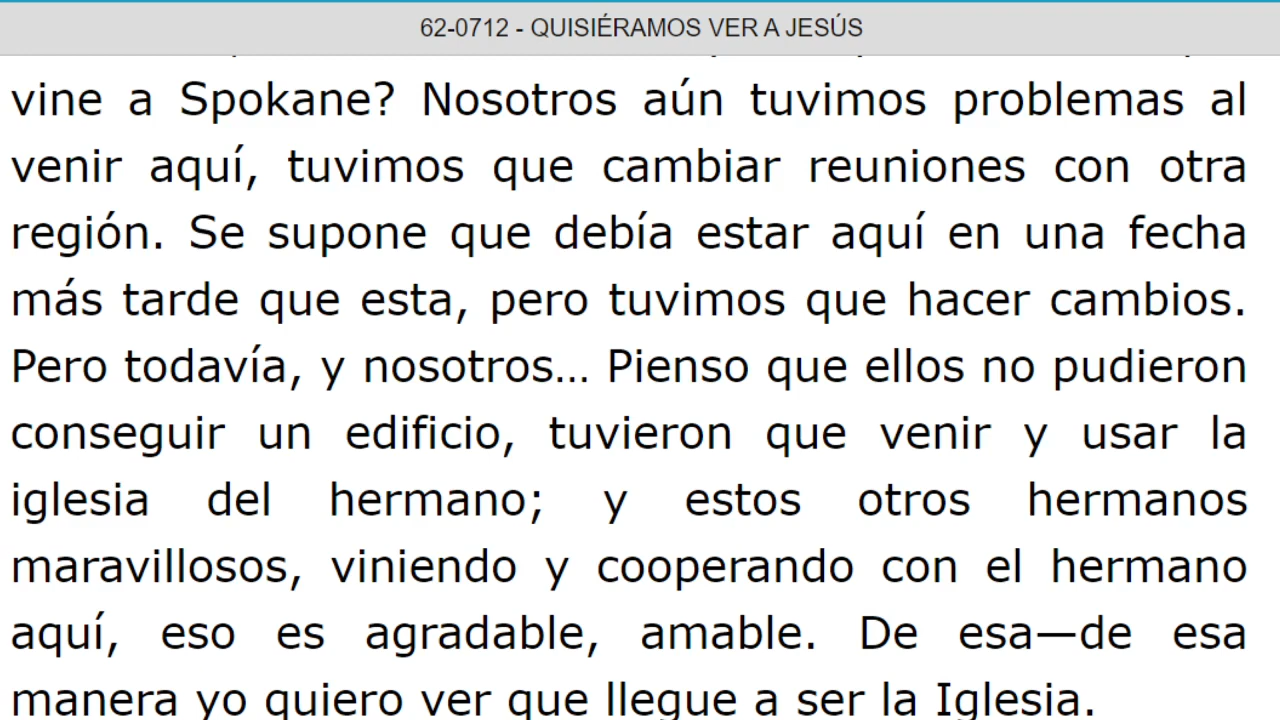 62-0712 - QUISIÉRAMOS VER A JESÚS
vine a Spokane? Nosotros aún tuvimos problemas al
venir aquí, tuvimos que cambiar reuniones con otra
región. Se supone que debía estar aquí en una fecha
más tarde que esta, pero tuvimos que hacer cambios.
Pero todavía, y nosotros... Pienso que ellos no pudieron
conseguir un edificio, tuvieron que venir y usar la
iglesia del hermano; y estos otros hermanos
maravillosos, viniendo y cooperando con el hermano
aquí, eso es agradable, amable. De esa—de esa
manera yo quiero ver que llegue a ser la Iglesia.